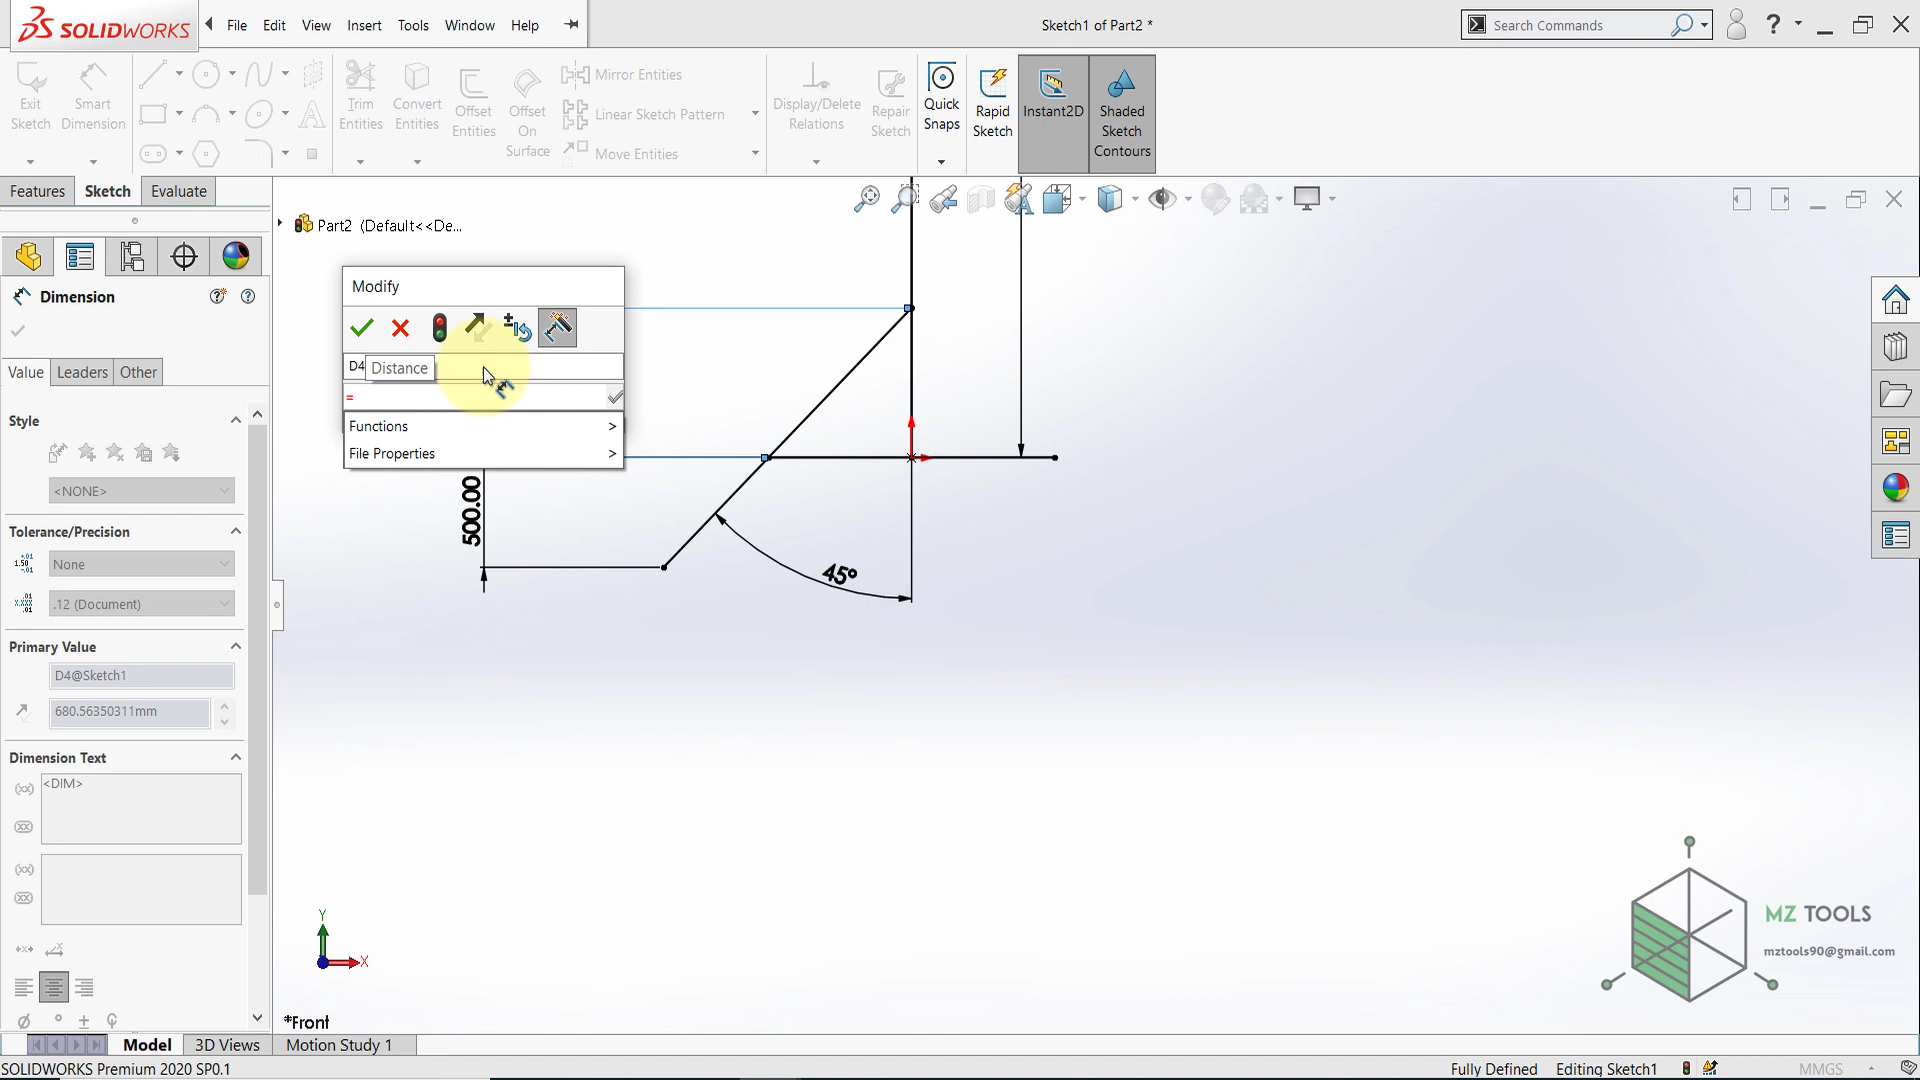 SOLIDWORKS
File
Edit
View
Insert
Tools
Window
Help
Sketch1 of Part2 *
Search Commands
?
Exit
Sketch
Smart
Dimension
Trim
Entities
Convert
Entities
Offset
Entities
Offset
On
Surface
Mirror Entities
Linear Sketch Pattern
Move Entities
Display/Delete
Relations
Repair
Sketch
Quick
Snaps
Rapid
Sketch
Instant2D
Shaded
Sketch
Contours
Features
Sketch
Evaluate
Part2 (Default<<De...
Dimension
Value
Leaders
Other
Style
<NONE>
Tolerance/Precision
None
.12 (Document)
Primary Value
D4@Sketch1
680.56350311mm
Dimension Text
<DIM>
Modify
D4
Distance
=
Functions >
File Properties >
500.00
45°
Y
X
*Front
MZ TOOLS
mztools90@gmail.com
Model
3D Views
Motion Study 1
SOLIDWORKS Premium 2020 SP0.1
Fully Defined
Editing Sketch1
MMGS